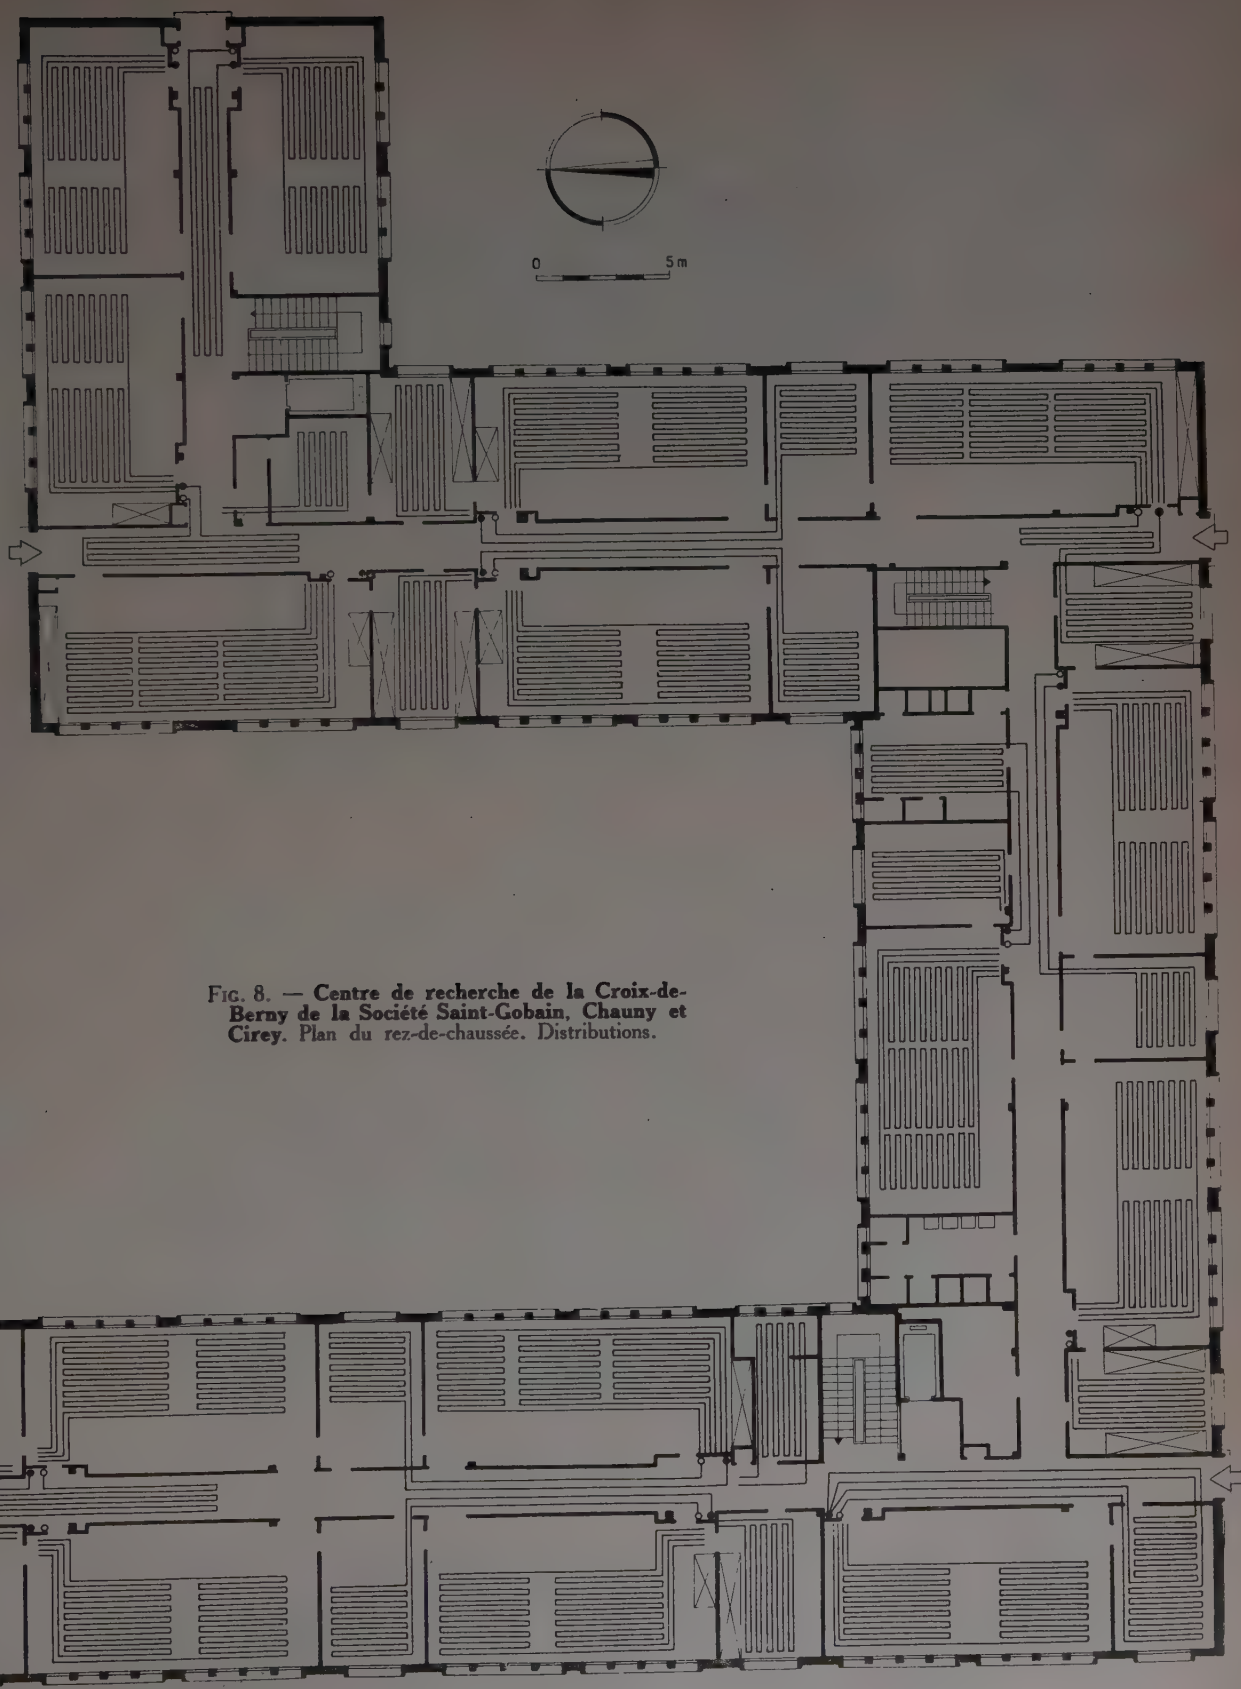 0 5 m
FIG. 8. — Centre de recherche de la Croix-de-
Berny de la Société Saint-Gobain, Chauny et
Cirey. Plan du rez-de-chaussée. Distributions.